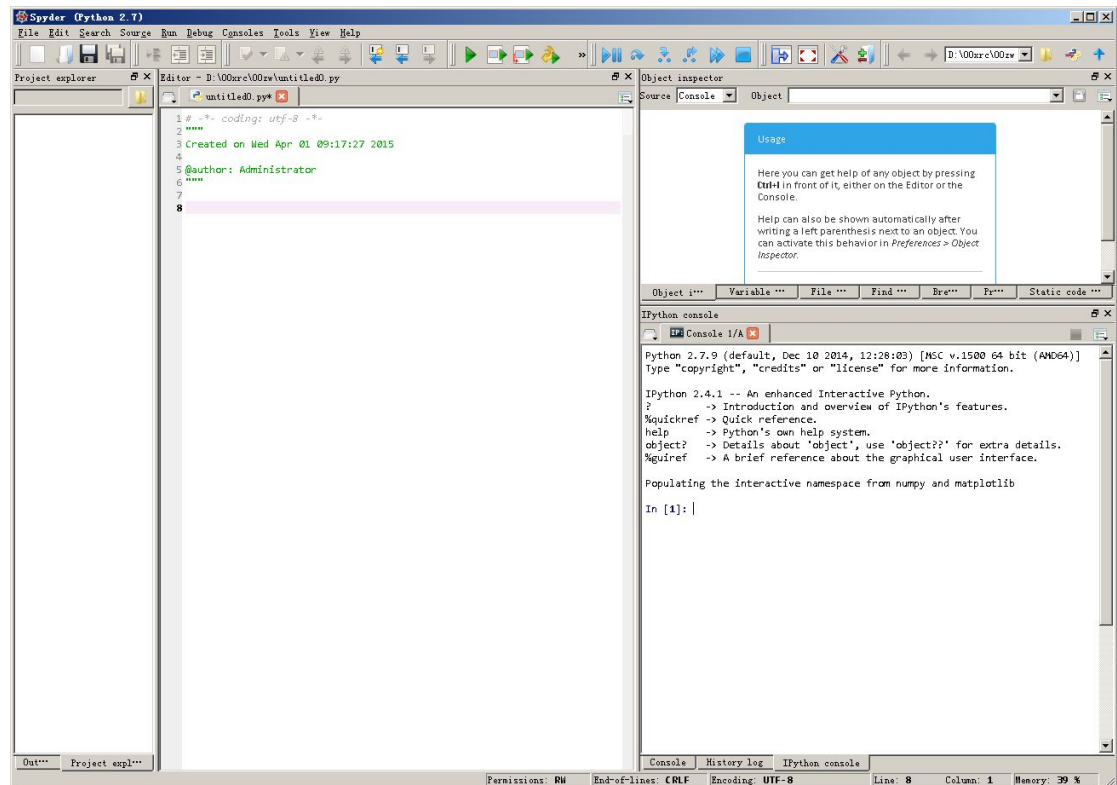 Spyder (Python 2.7)
File Edit Search Source Run Debug Consoles Tools View Help
D:\00xrc\00zw
Project explorer
Editor - D:\00xrc\00zw\untitled0.py
untitled0.py*
1 # -*- coding: utf-8 -*-
2 """
3 Created on Wed Apr 01 09:17:27 2015
4
5 @author: Administrator
6 """
7
8
Object inspector
Source Console Object
Usage
Here you can get help of any object by pressing
Ctrl+I in front of it, either on the Editor or the
Console.
Help can also be shown automatically after
writing a left parenthesis next to an object. You
can activate this behavior in Preferences > Object
Inspector.
Object i··· Variable ··· File ··· Find ··· Bre··· Pr··· Static code ···
IPython console
IP: Console 1/A
Python 2.7.9 (default, Dec 10 2014, 12:28:03) [MSC v.1500 64 bit (AMD64)]
Type "copyright", "credits" or "license" for more information.
IPython 2.4.1 -- An enhanced Interactive Python.
? -> Introduction and overview of IPython's features.
%quickref -> Quick reference.
help -> Python's own help system.
object? -> Details about 'object', use 'object??' for extra details.
%guiref -> A brief reference about the graphical user interface.
Populating the interactive namespace from numpy and matplotlib
In [1]:
Out··· Project expl···
Console History log IPython console
Permissions: RW End-of-lines: CRLF Encoding: UTF-8 Line: 8 Column: 1 Memory: 39 %